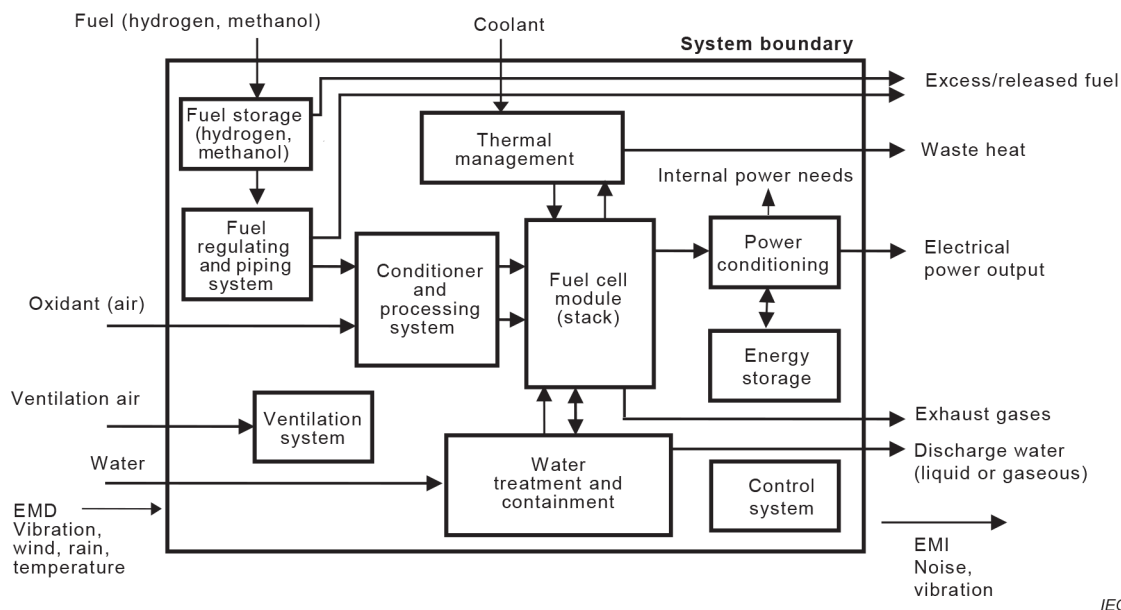 Fuel (hydrogen, methanol)
Coolant
System boundary
Fuel storage
(hydrogen,
methanol)
Excess/released fuel
Thermal
management
Waste heat
Internal power needs
Fuel
regulating
and piping
system
Conditioner
and
processing
system
Fuel cell
module
(stack)
Power
conditioning
Electrical
power output
Oxidant (air)
Energy
storage
Ventilation air
Ventilation
system
Exhaust gases
Water
Water
treatment and
containment
Discharge water
(liquid or gaseous)
Control
system
EMD
Vibration,
wind, rain,
temperature
EMI
Noise,
vibration